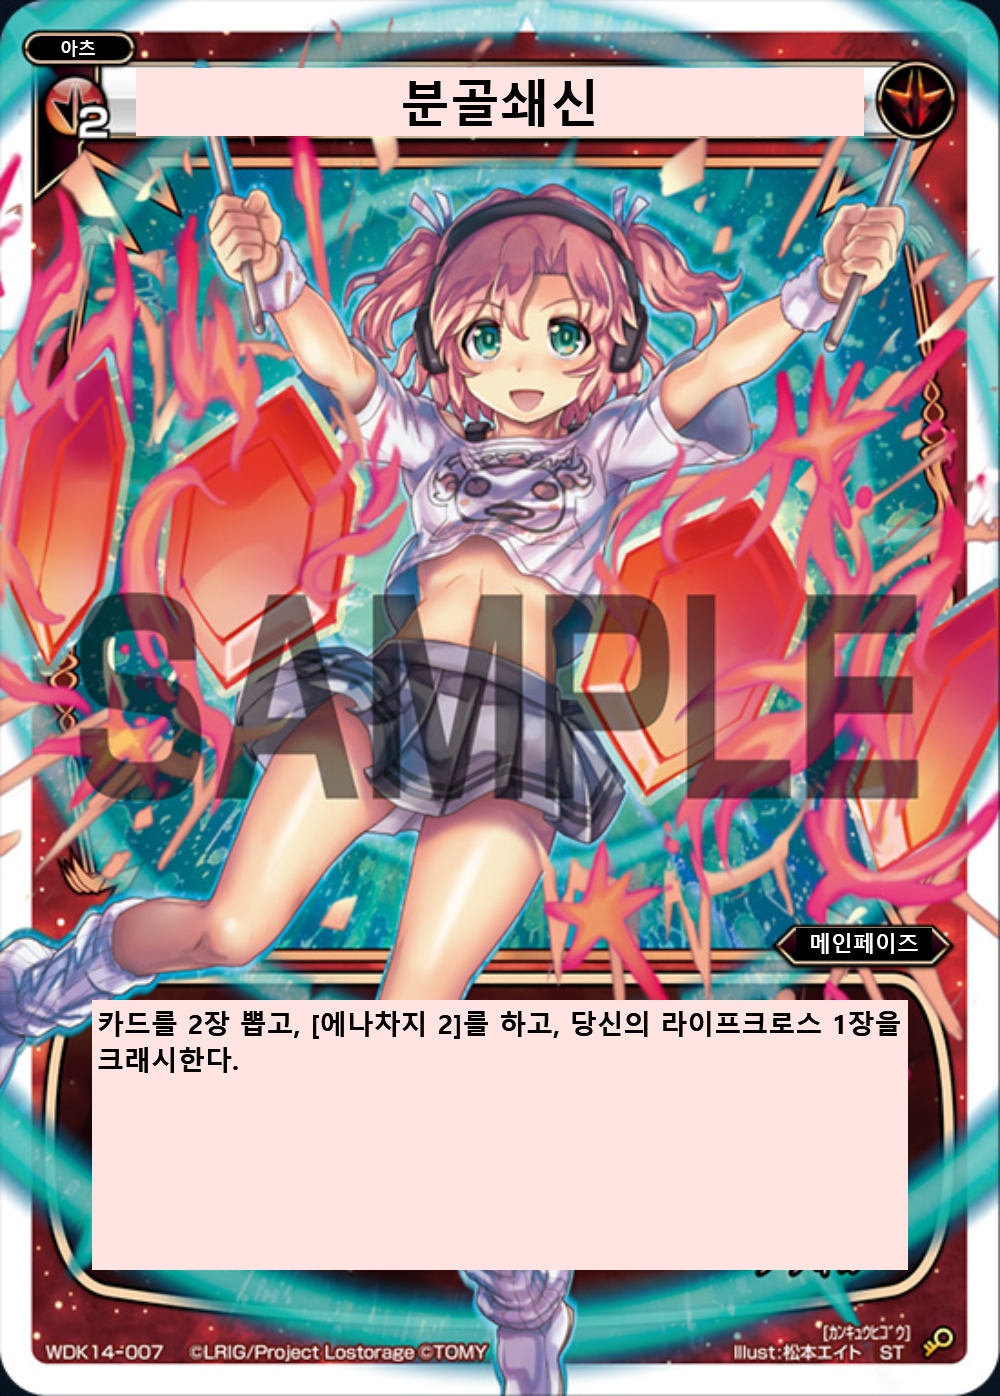 아츠
분골쇄신
2
SAMPLE
메인페이즈
카드를 2장 뽑고, [에나차지 2]를 하고, 당신의 라이프크로스 1장을
크래시한다.
[カンキュウヒゴウ]
WDK14-007 ©LRIG/Project Lostorage ©TOMY Illust:松本エイト ST